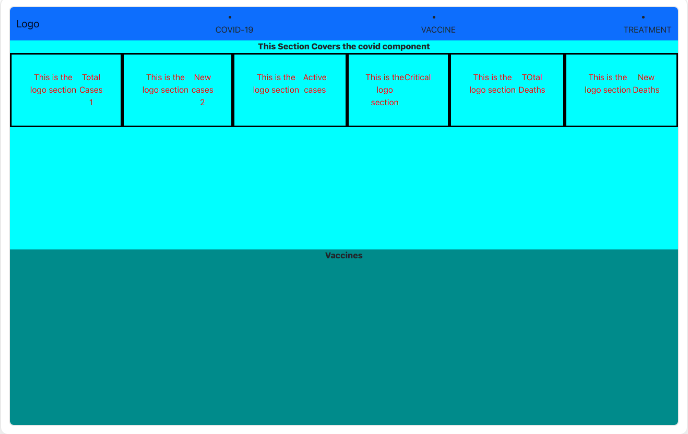 Logo
COVID-19
VACCINE
TREATMENT
This Section Covers the covid component
This is the
logo section
Total
Cases
1
This is the
logo section
New
cases
2
This is the
logo section
Active
cases
This is the
logo
section
Critical
This is the
logo section
TOtal
Deaths
This is the
logo section
New
Deaths
Vaccines